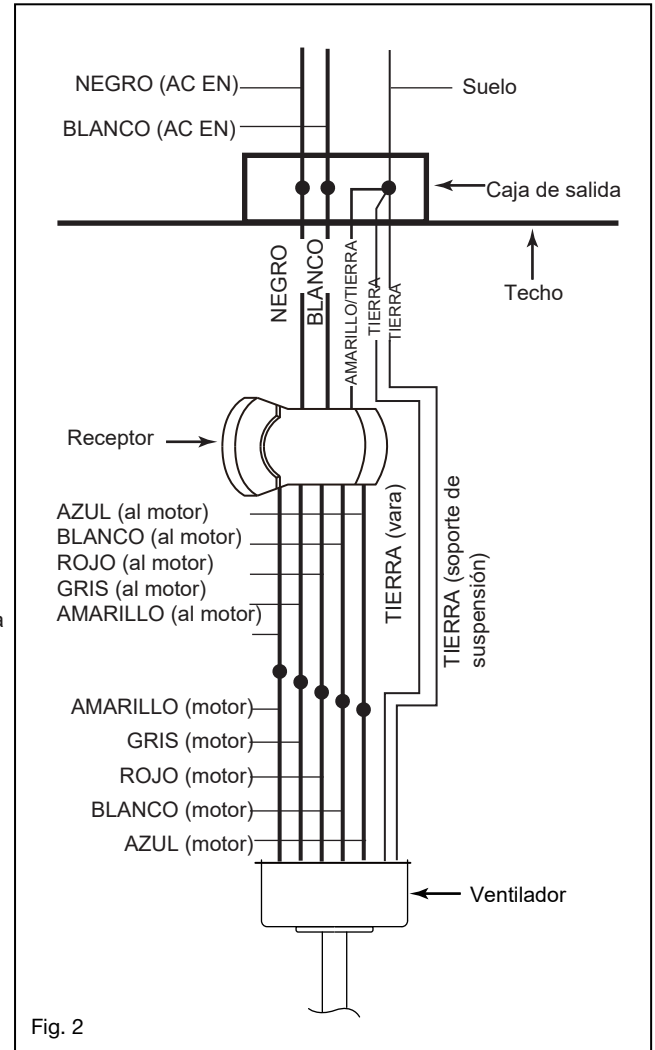 NEGRO (AC EN)
Suelo
BLANCO (AC EN)
Caja de salida
Techo
NEGRO
BLANCO
AMARILLO/TIERRA
TIERRA
TIERRA
Receptor
AZUL (al motor)
BLANCO (al motor)
ROJO (al motor)
GRIS (al motor)
AMARILLO (al motor)
a
TIERRA (vara)
TIERRA (soporte de
suspensión)
AMARILLO (motor)
GRIS (motor)
ROJO (motor)
BLANCO (motor)
AZUL (motor)
Ventilador
Fig. 2